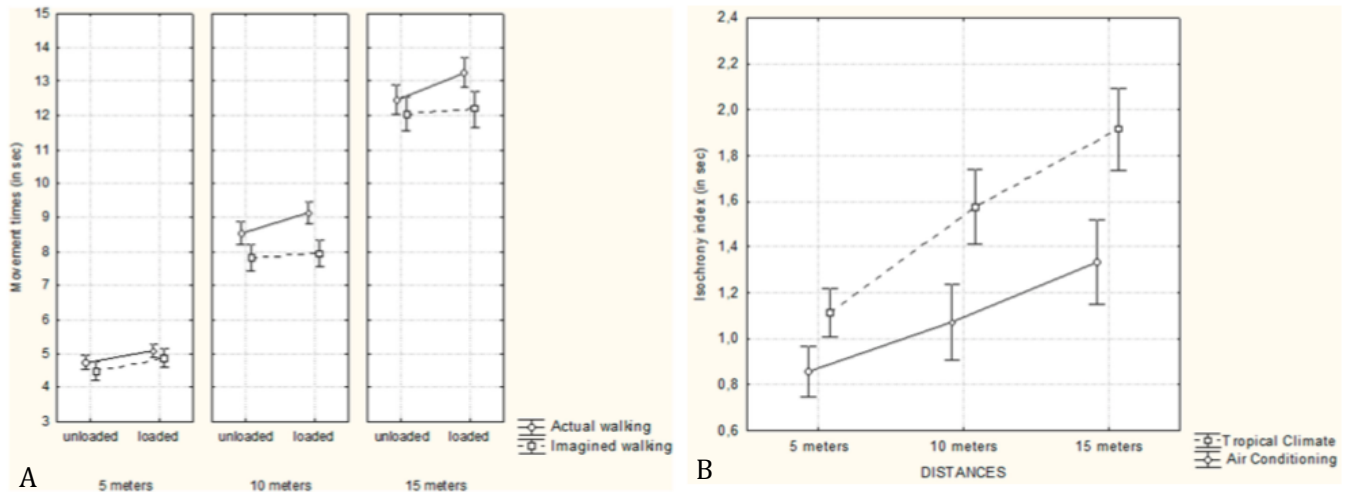 15
14
13
12
11
10
9
8
7
6
5
4
3
Movement times (in sec)
unloaded loaded unloaded loaded unloaded loaded
5 meters 10 meters 15 meters
Actual walking
Imagined walking
A
2,4
2,2
2,0
1,8
1,6
1,4
1,2
1,0
0,8
0,6
Isochrony index (in sec)
5 meters 10 meters 15 meters
DISTANCES
Tropical Climate
Air Conditioning
B